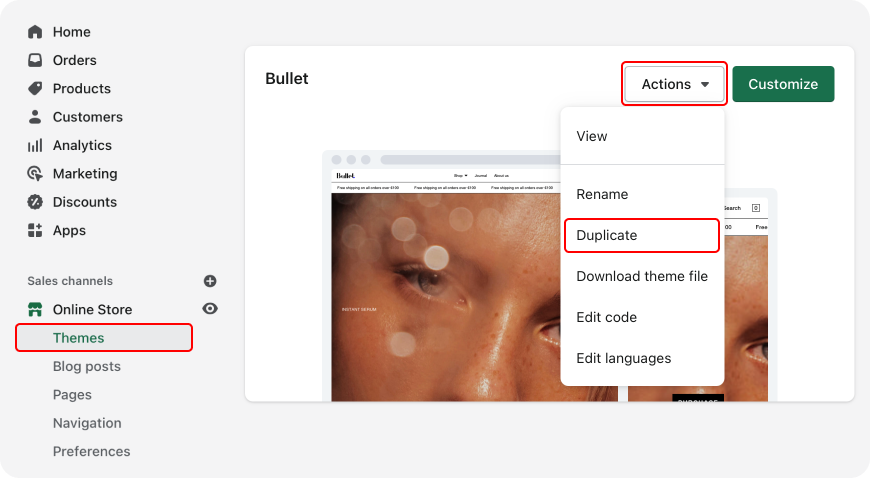 Home
Orders
Products
Customers
Analytics
Marketing
Discounts
Apps
Sales channels
Online Store
Themes
Blog posts
Pages
Navigation
Preferences
Bullet
Actions
Customize
View
Rename
Duplicate
Download theme file
Edit code
Edit languages
Bullet.
Shop
Journal
About us
Free shipping on all orders over €100
Free shipping on all orders over €100
Free shipping on all orders over €100
INSTANT SERUM
Search
0
00
Free